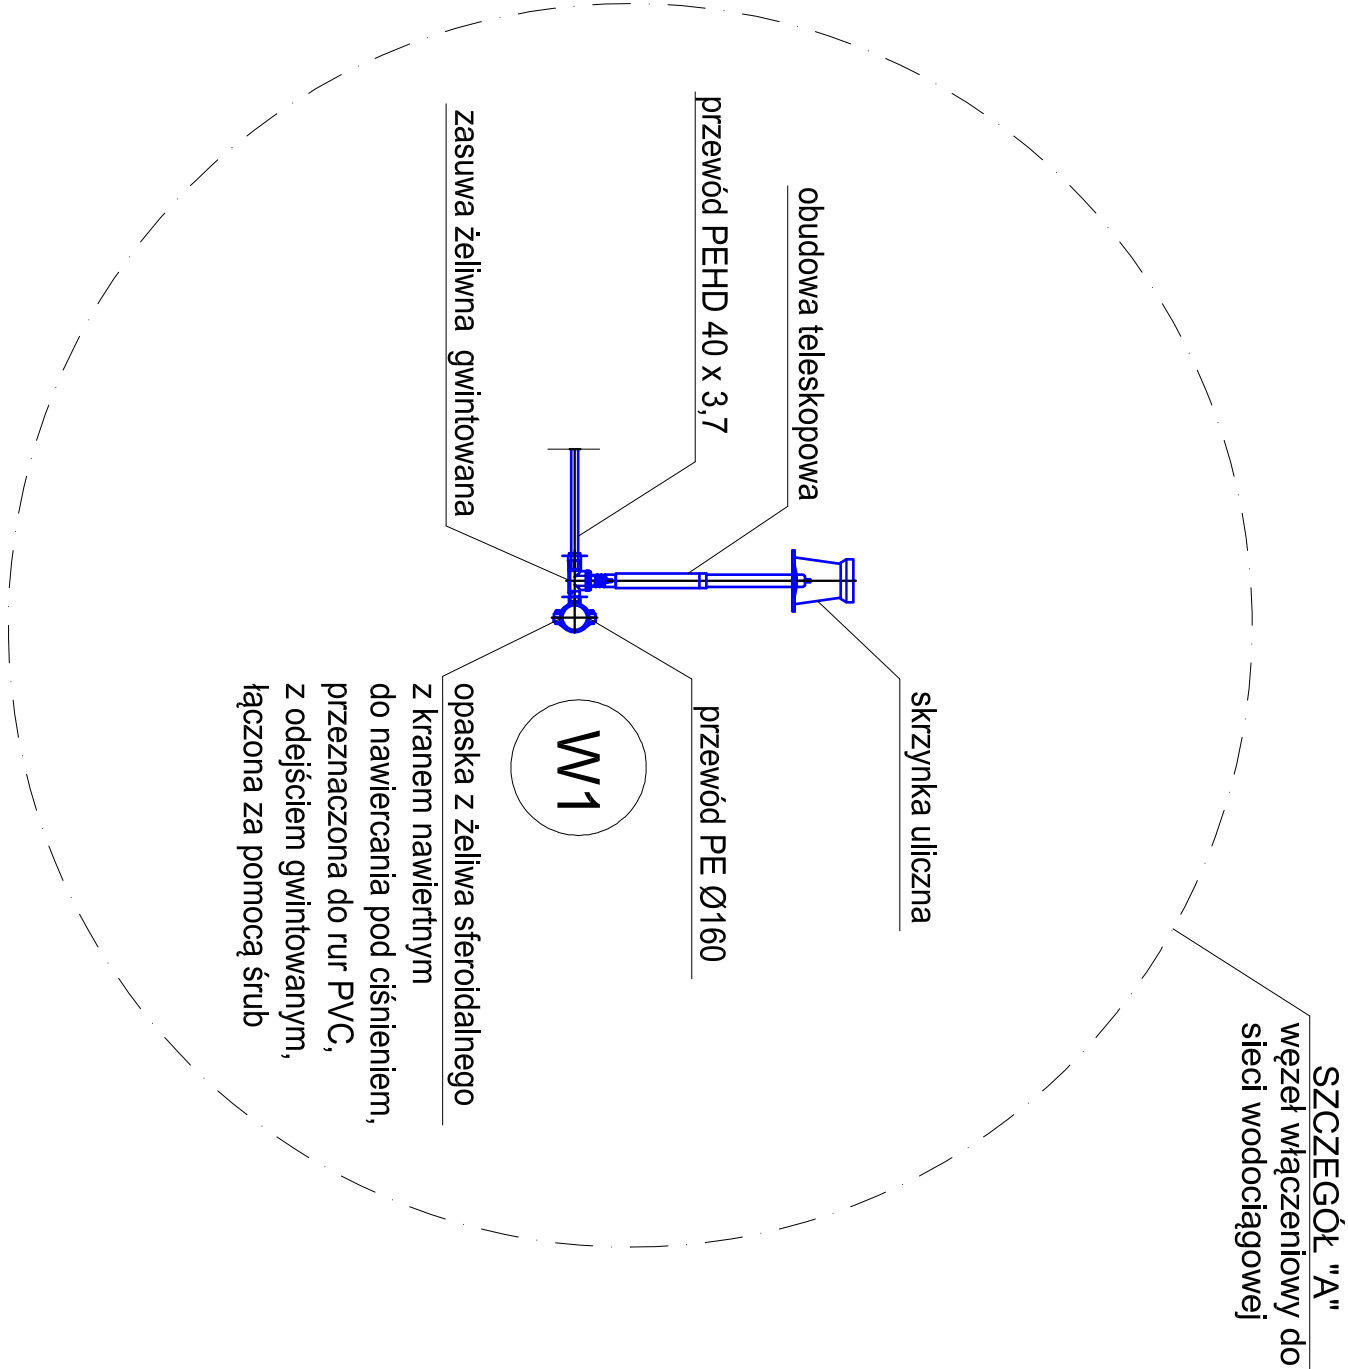 SZCZEGÓŁ "A"
węzeł włączeniowy do
sieci wodociągowej
obudowa teleskopowa
przewód PEHD 40 x 3,7
zasuwa żeliwna gwintowana
skrzynka uliczna
przewód PE Ø160
W1
opaska z żeliwa sferoidalnego
z kranem nawiertnym
do nawiercania pod ciśnieniem,
przeznaczona do rur PVC,
z odejściem gwintowanym,
łączona za pomocą śrub